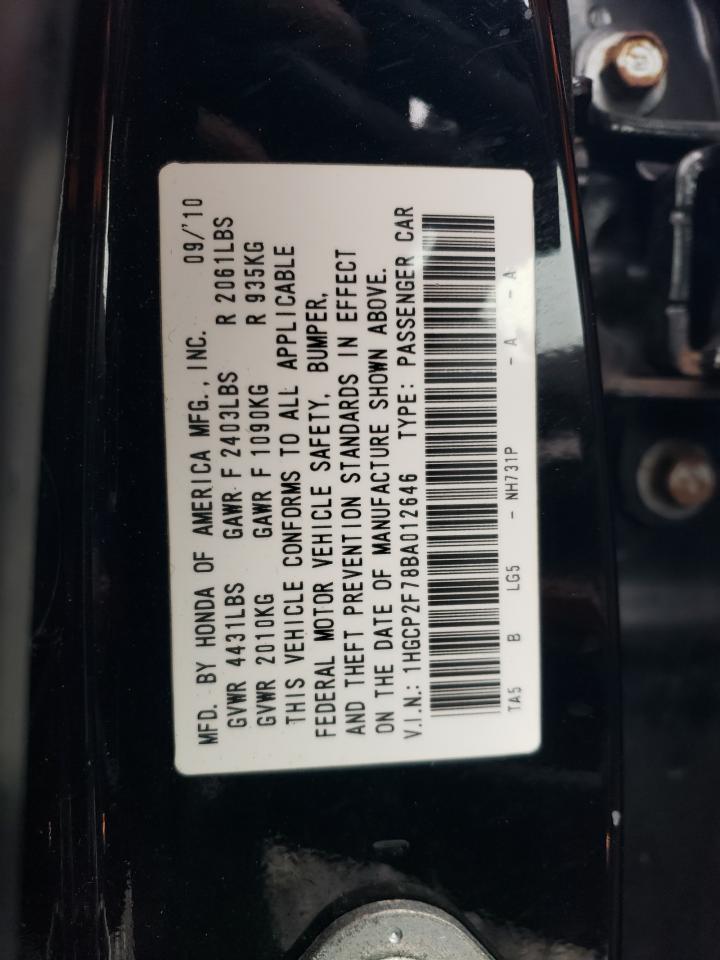 MFD. BY HONDA OF AMERICA MFG., INC. 09/'10
GVWR 4431LBS GAWR F 2403LBS R 2061LBS
GVWR 2010KG GAWR F 1090KG R 935KG
THIS VEHICLE CONFORMS TO ALL APPLICABLE
FEDERAL MOTOR VEHICLE SAFETY, BUMPER,
AND THEFT PREVENTION STANDARDS IN EFFECT
ON THE DATE OF MANUFACTURE SHOWN ABOVE.
V.I.N.: 1HGCP2F78BA012646 TYPE: PASSENGER CAR
TA5 B LG5 - NH731P - A - A